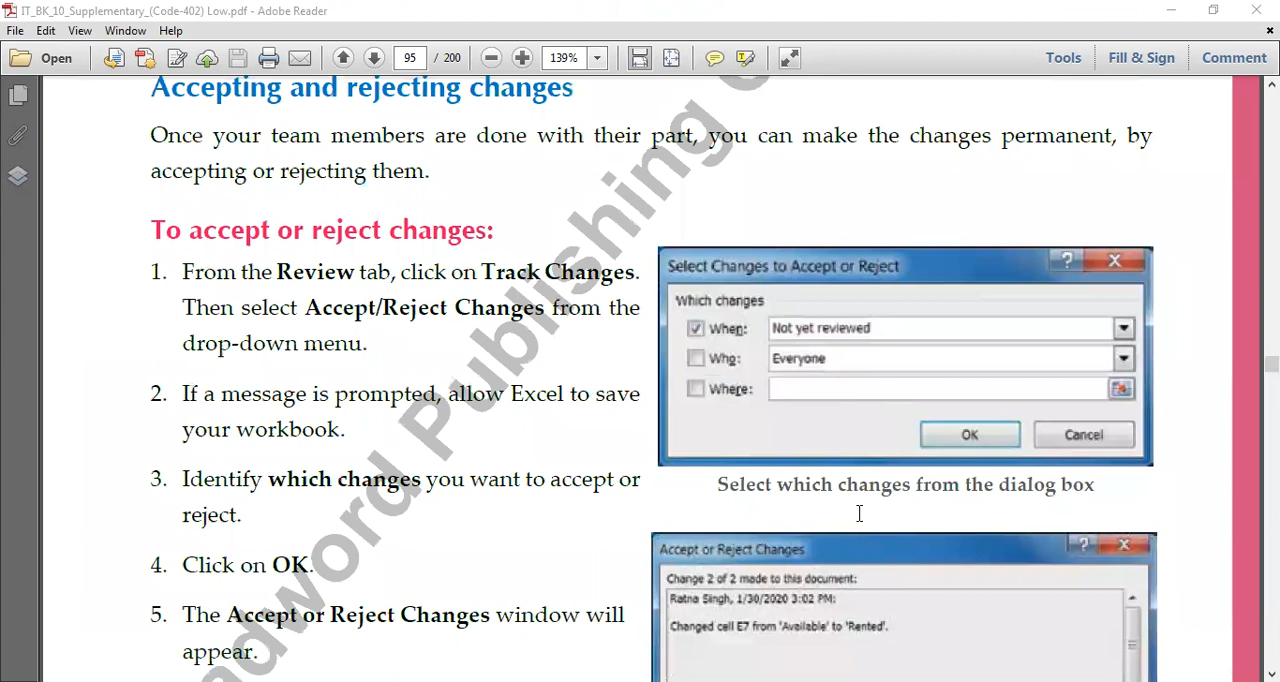 IT_BK_10_Supplementary_(Code-402) Low.pdf - Adobe Reader
File Edit View Window Help
Open 95 / 200 139% Tools Fill & Sign Comment
Accepting and rejecting changes
Once your team members are done with their part, you can make the changes permanent, by
accepting or rejecting them.
To accept or reject changes:
1. From the Review tab, click on Track Changes.
Then select Accept/Reject Changes from the
drop-down menu.
2. If a message is prompted, allow Excel to save
your workbook.
3. Identify which changes you want to accept or
reject.
4. Click on OK.
5. The Accept or Reject Changes window will
appear.
Select Changes to Accept or Reject
Which changes
When: Not yet reviewed
Who: Everyone
Where:
OK Cancel
Select which changes from the dialog box
Accept or Reject Changes
Change 2 of 2 made to this document:
Ratna Singh, 1/30/2020 3:02 PM:
Changed cell E7 from 'Available' to 'Rented'.
adword Publishing